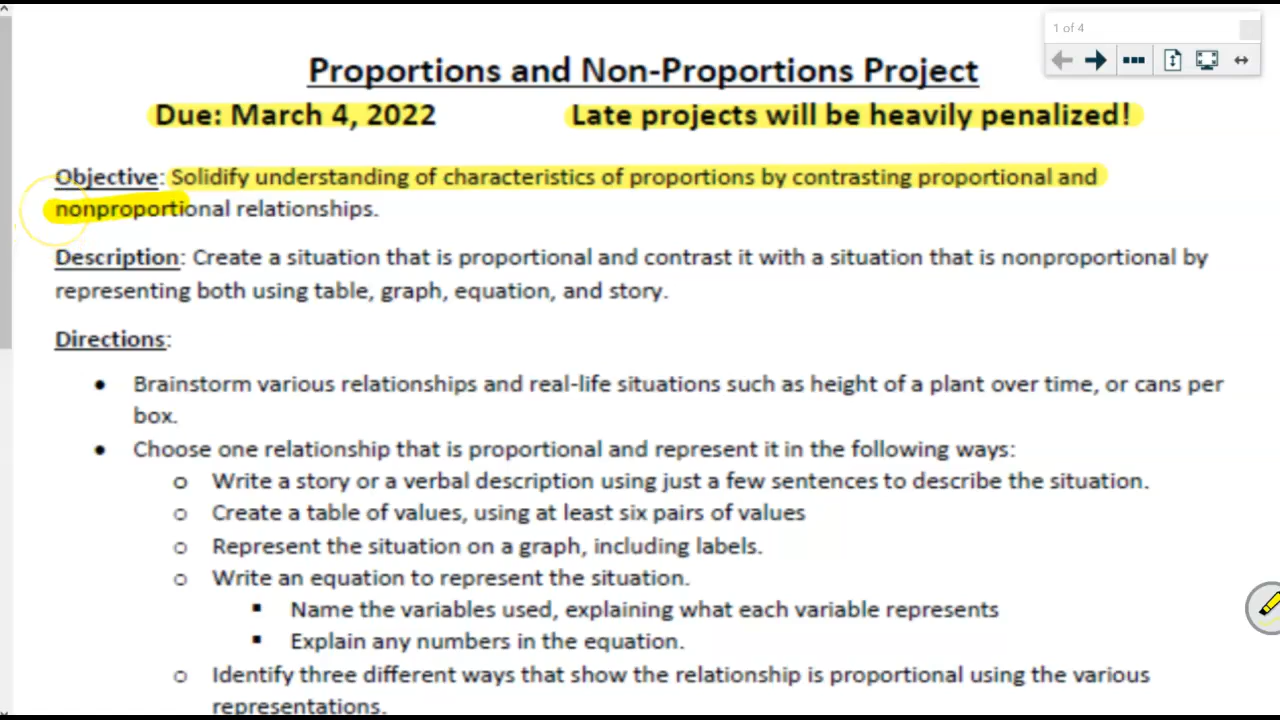 1 of 4
Proportions and Non-Proportions Project
Due: March 4, 2022 Late projects will be heavily penalized!
Objective: Solidify understanding of characteristics of proportions by contrasting proportional and
nonproportional relationships.
Description: Create a situation that is proportional and contrast it with a situation that is nonproportional by
representing both using table, graph, equation, and story.
Directions:
• Brainstorm various relationships and real-life situations such as height of a plant over time, or cans per
box.
• Choose one relationship that is proportional and represent it in the following ways:
o Write a story or a verbal description using just a few sentences to describe the situation.
o Create a table of values, using at least six pairs of values
o Represent the situation on a graph, including labels.
o Write an equation to represent the situation.
▪ Name the variables used, explaining what each variable represents
▪ Explain any numbers in the equation.
o Identify three different ways that show the relationship is proportional using the various
representations.